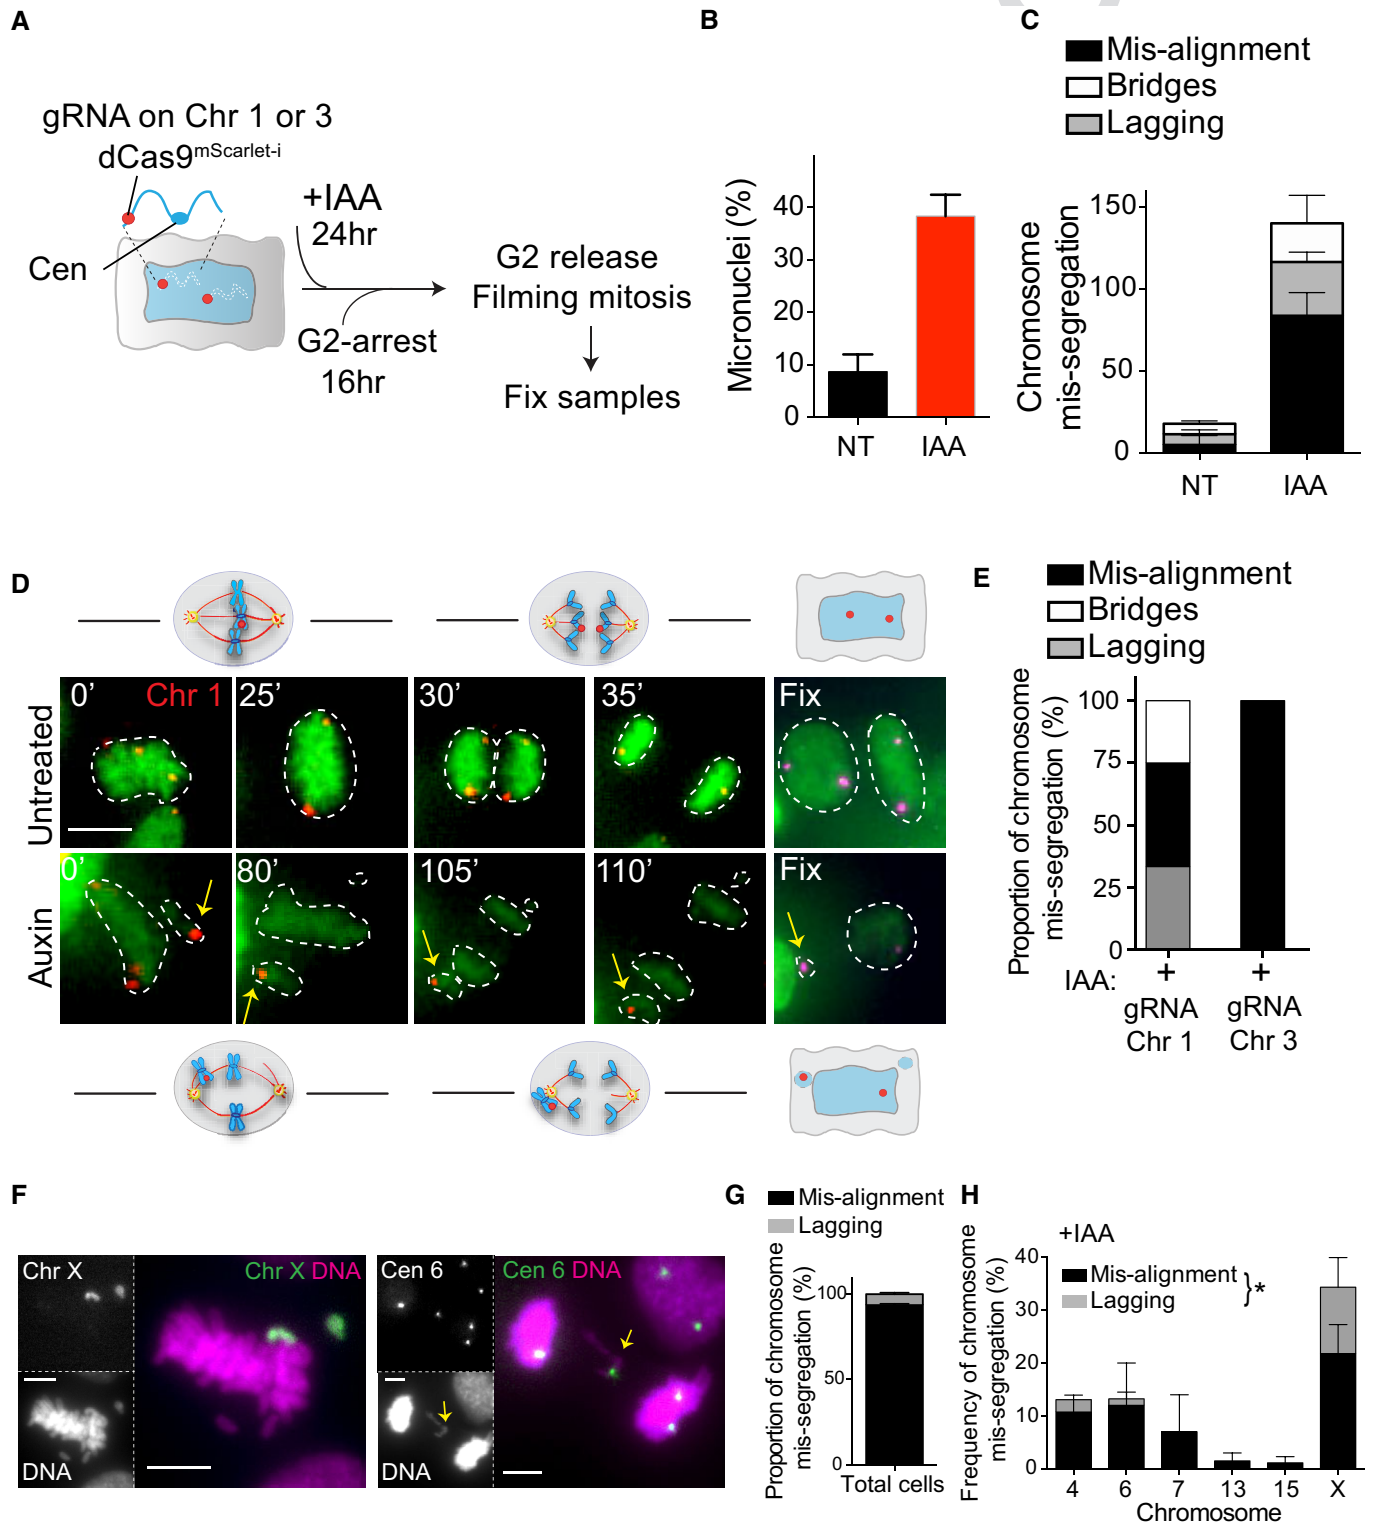 A
gRNA on Chr 1 or 3
dCas9mScarlet-i
+IAA
24hr
Cen
G2-arrest
16hr
G2 release
Filming mitosis
Fix samples
B
Micronuclei (%)
40
30
20
10
0
NT
IAA
C
Mis-alignment
Bridges
Lagging
Chromosome
mis-segregation
150
100
50
0
NT
IAA
D
Untreated
0’
Chr 1
25’
30’
35’
Fix
Auxin
0’
80’
105’
110’
Fix
E
Mis-alignment
Bridges
Lagging
Proportion of chromosome
mis-segregation (%)
100
75
50
25
0
IAA:
+
+
gRNA
Chr 1
gRNA
Chr 3
F
Chr X
DNA
Chr X DNA
Cen 6
DNA
Cen 6 DNA
G
Mis-alignment
Lagging
Proportion of chromosome
mis-segregation (%)
100
50
0
Total cells
H
+IAA
Mis-alignment
Lagging
}*
Frequency of chromosome
mis-segregation (%)
40
30
20
10
0
4
6
7
13
15
X
Chromosome